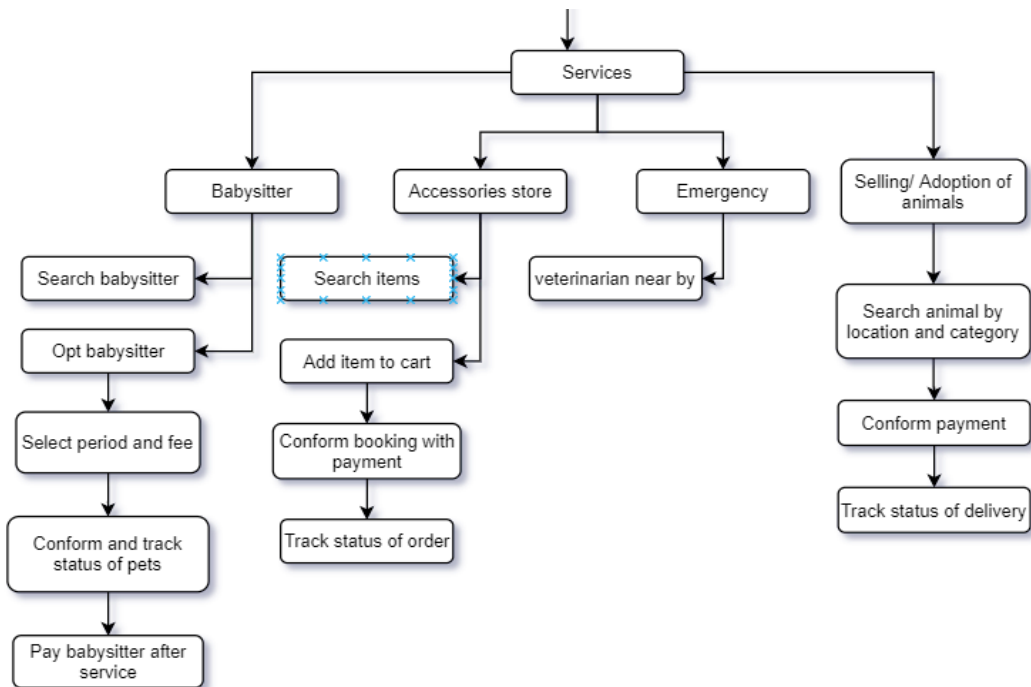 Services
Babysitter
Accessories store
Emergency
Selling/ Adoption of
animals
Search babysitter
Search items
veterinarian near by
Search animal by
location and category
Opt babysitter
Add item to cart
Select period and fee
Conform booking with
payment
Conform payment
Track status of delivery
Conform and track
status of pets
Track status of order
Pay babysitter after
service